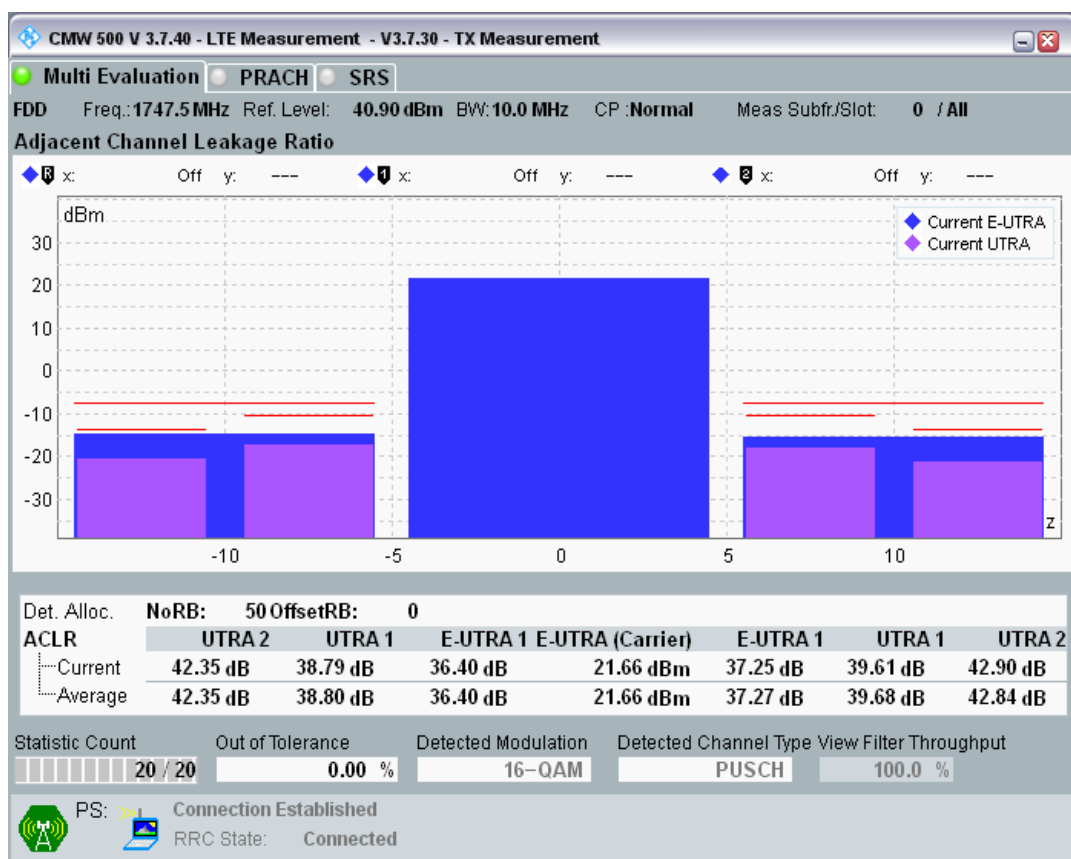 CMW 500 V 3.7.40 - LTE Measurement - V3.7.30 - TX Measurement
Multi Evaluation PRACH SRS
FDD Freq.: 1747.5 MHz Ref. Level: 40.90 dBm BW: 10.0 MHz CP :Normal Meas Subfr./Slot: 0 / All
Adjacent Channel Leakage Ratio
R x: Off y: --- 1 x: Off y: --- 2 x: Off y: ---
dBm
Current E-UTRA
Current UTRA
30
20
10
0
-10
-20
-30
z
-10 -5 0 5 10
Det. Alloc. NoRB: 50 OffsetRB: 0
ACLR UTRA 2 UTRA 1 E-UTRA 1 E-UTRA (Carrier) E-UTRA 1 UTRA 1 UTRA 2
Current 42.35 dB 38.79 dB 36.40 dB 21.66 dBm 37.25 dB 39.61 dB 42.90 dB
Average 42.35 dB 38.80 dB 36.40 dB 21.66 dBm 37.27 dB 39.68 dB 42.84 dB
Statistic Count Out of Tolerance Detected Modulation Detected Channel Type View Filter Throughput
20 / 20 0.00 % 16-QAM PUSCH 100.0 %
PS: Connection Established
RRC State: Connected